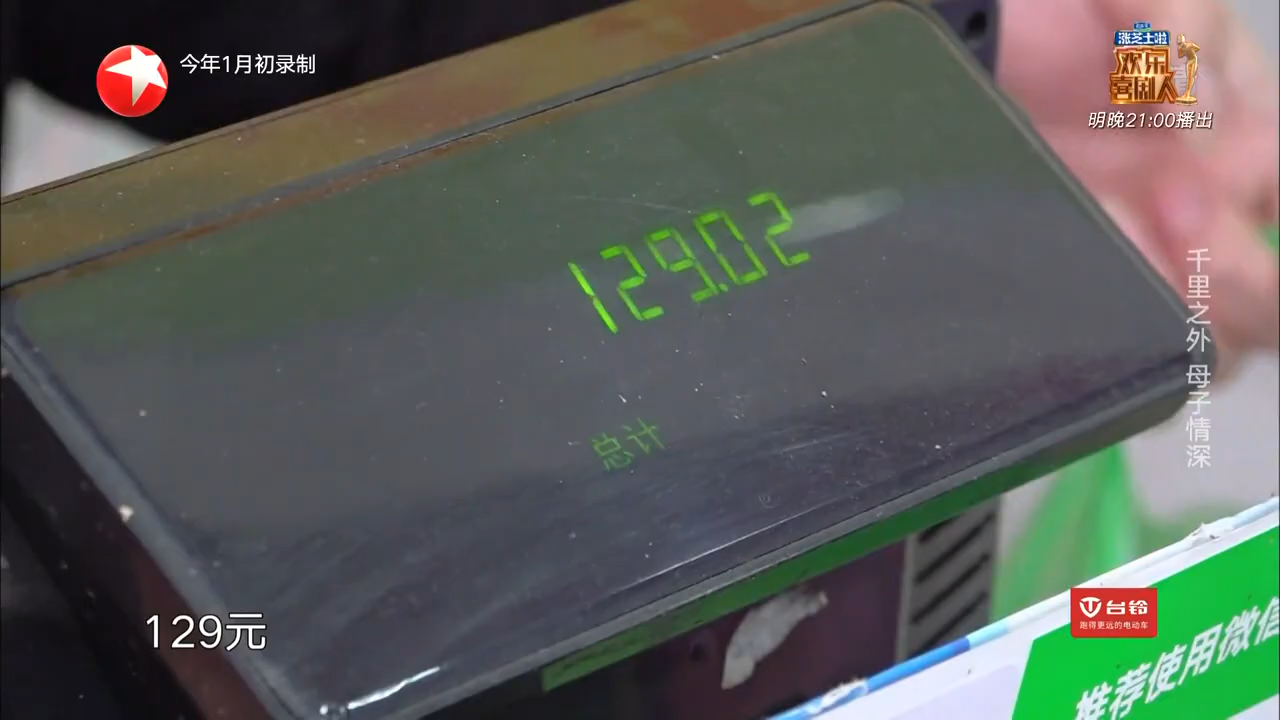 今年1月初录制
涨芝士啦
欢乐
喜剧人
明晚21:00播出
129.02
总计
千里之外 母子情深
129元
台铃
跑得更远的电动车
推荐使用微信